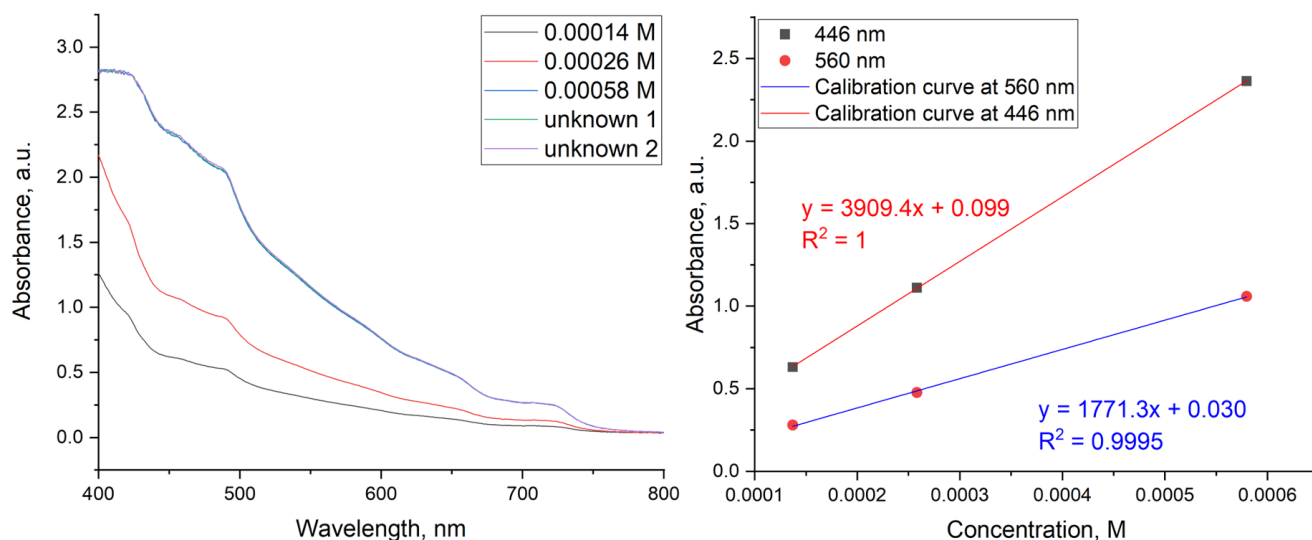 0.00014 M
0.00026 M
0.00058 M
unknown 1
unknown 2
3.0
2.5
2.0
1.5
1.0
0.5
0.0
Absorbance, a.u.
400
500
600
700
800
Wavelength, nm
446 nm
560 nm
Calibration curve at 560 nm
Calibration curve at 446 nm
2.5
2.0
1.5
1.0
0.5
0.0
Absorbance, a.u.
y = 3909.4x + 0.099
R² = 1
y = 1771.3x + 0.030
R² = 0.9995
0.0001
0.0002
0.0003
0.0004
0.0005
0.0006
Concentration, M